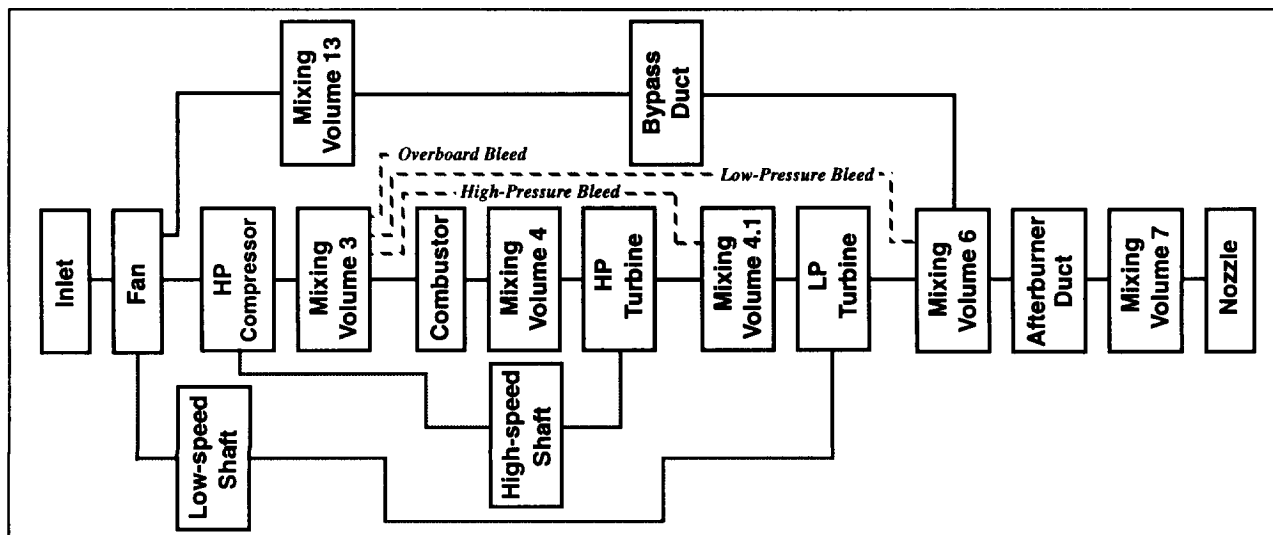 Mixing
Volume 13
Bypass
Duct
Overboard Bleed
Low-Pressure Bleed
High-Pressure Bleed
Inlet
Fan
HP
Compressor
Mixing
Volume 3
Combustor
Mixing
Volume 4
HP
Turbine
Mixing
Volume 4.1
LP
Turbine
Mixing
Volume 6
Afterburner
Duct
Mixing
Volume 7
Nozzle
Low-speed
Shaft
High-speed
Shaft